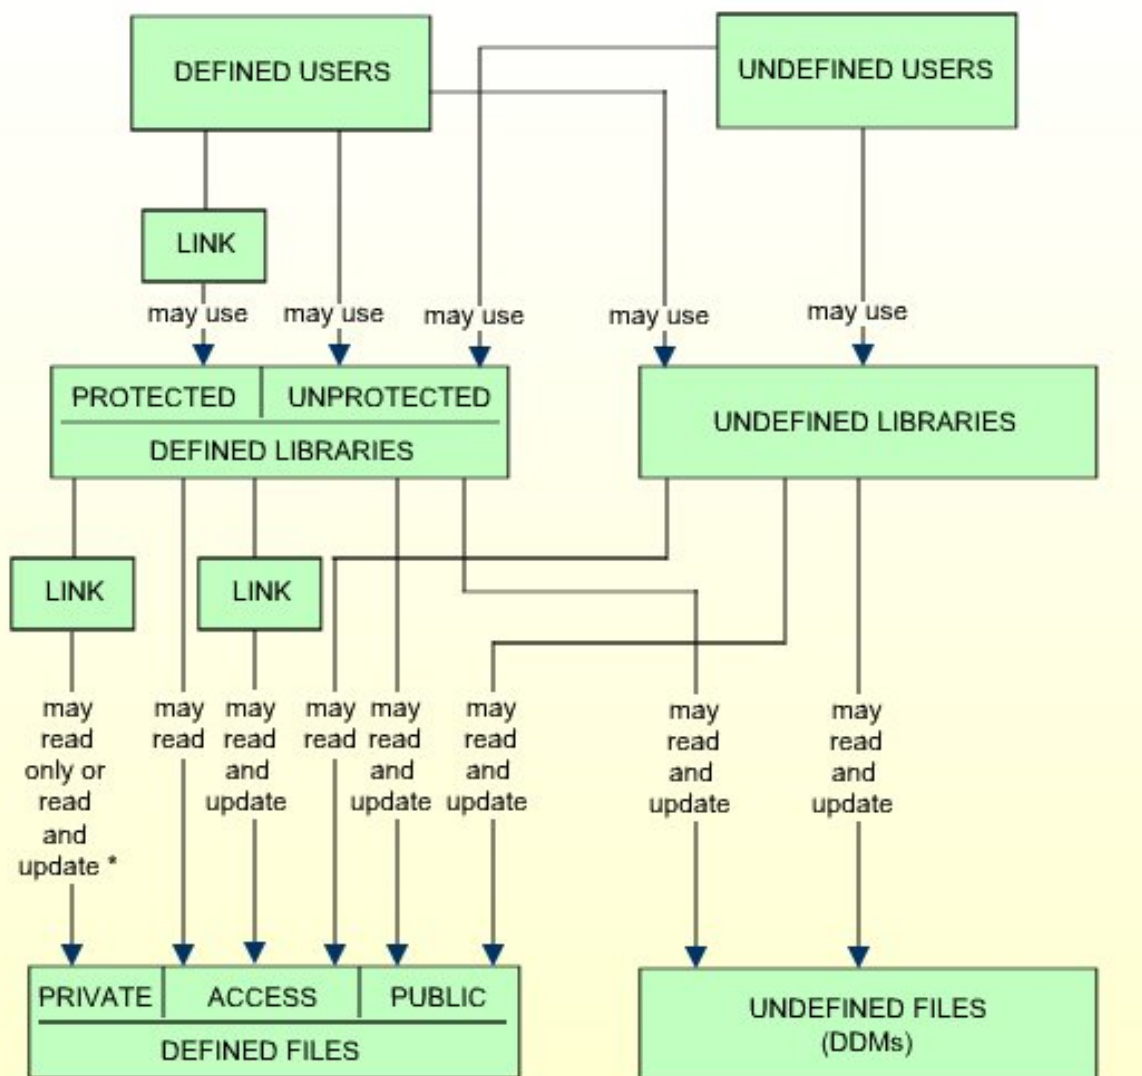 DEFINED USERS
UNDEFINED USERS
LINK
may use
may use
may use
may use
may use
PROTECTED
UNPROTECTED
DEFINED LIBRARIES
UNDEFINED LIBRARIES
LINK
LINK
may
read
only or
read
and
update *
may
read
may
read
and
update
may
read
may
read
and
update
may
read
and
update
may
read
and
update
may
read
and
update
PRIVATE
ACCESS
PUBLIC
DEFINED FILES
UNDEFINED FILES
(DDMs)